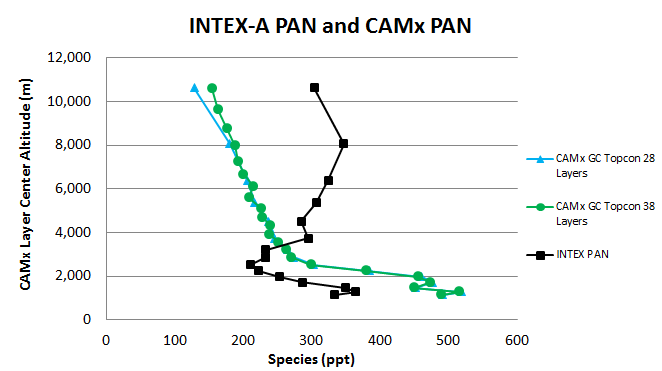 INTEX-A PAN and CAMx PAN
CAMx Layer Center Altitude (m)
12,000
10,000
8,000
6,000
4,000
2,000
0
0 100 200 300 400 500 600
Species (ppt)
CAMx GC Topcon 28
Layers
CAMx GC Topcon 38
Layers
INTEX PAN